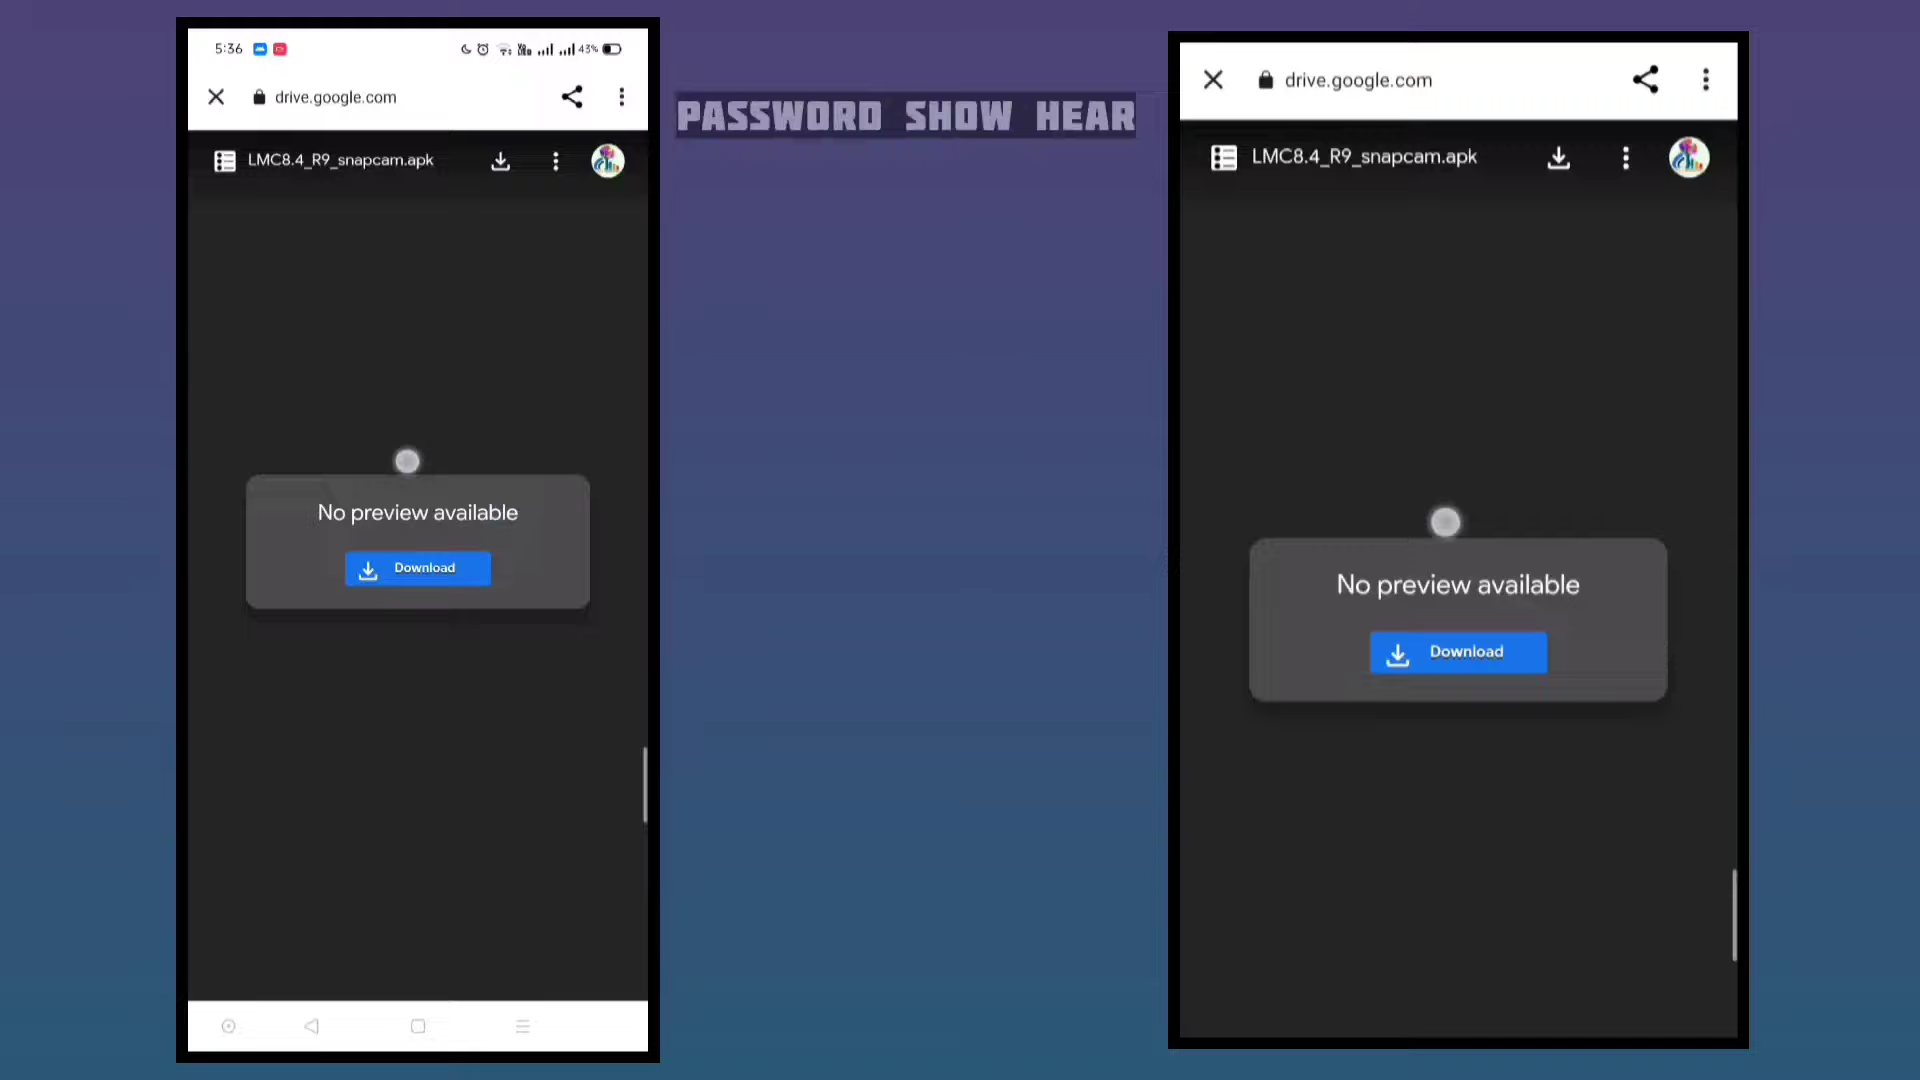 5:36
43%
drive.google.com
LMC8.4_R9_snapcam.apk
No preview available
Download
PASSWORD SHOW HEAR
drive.google.com
LMC8.4_R9_snapcam.apk
No preview available
Download